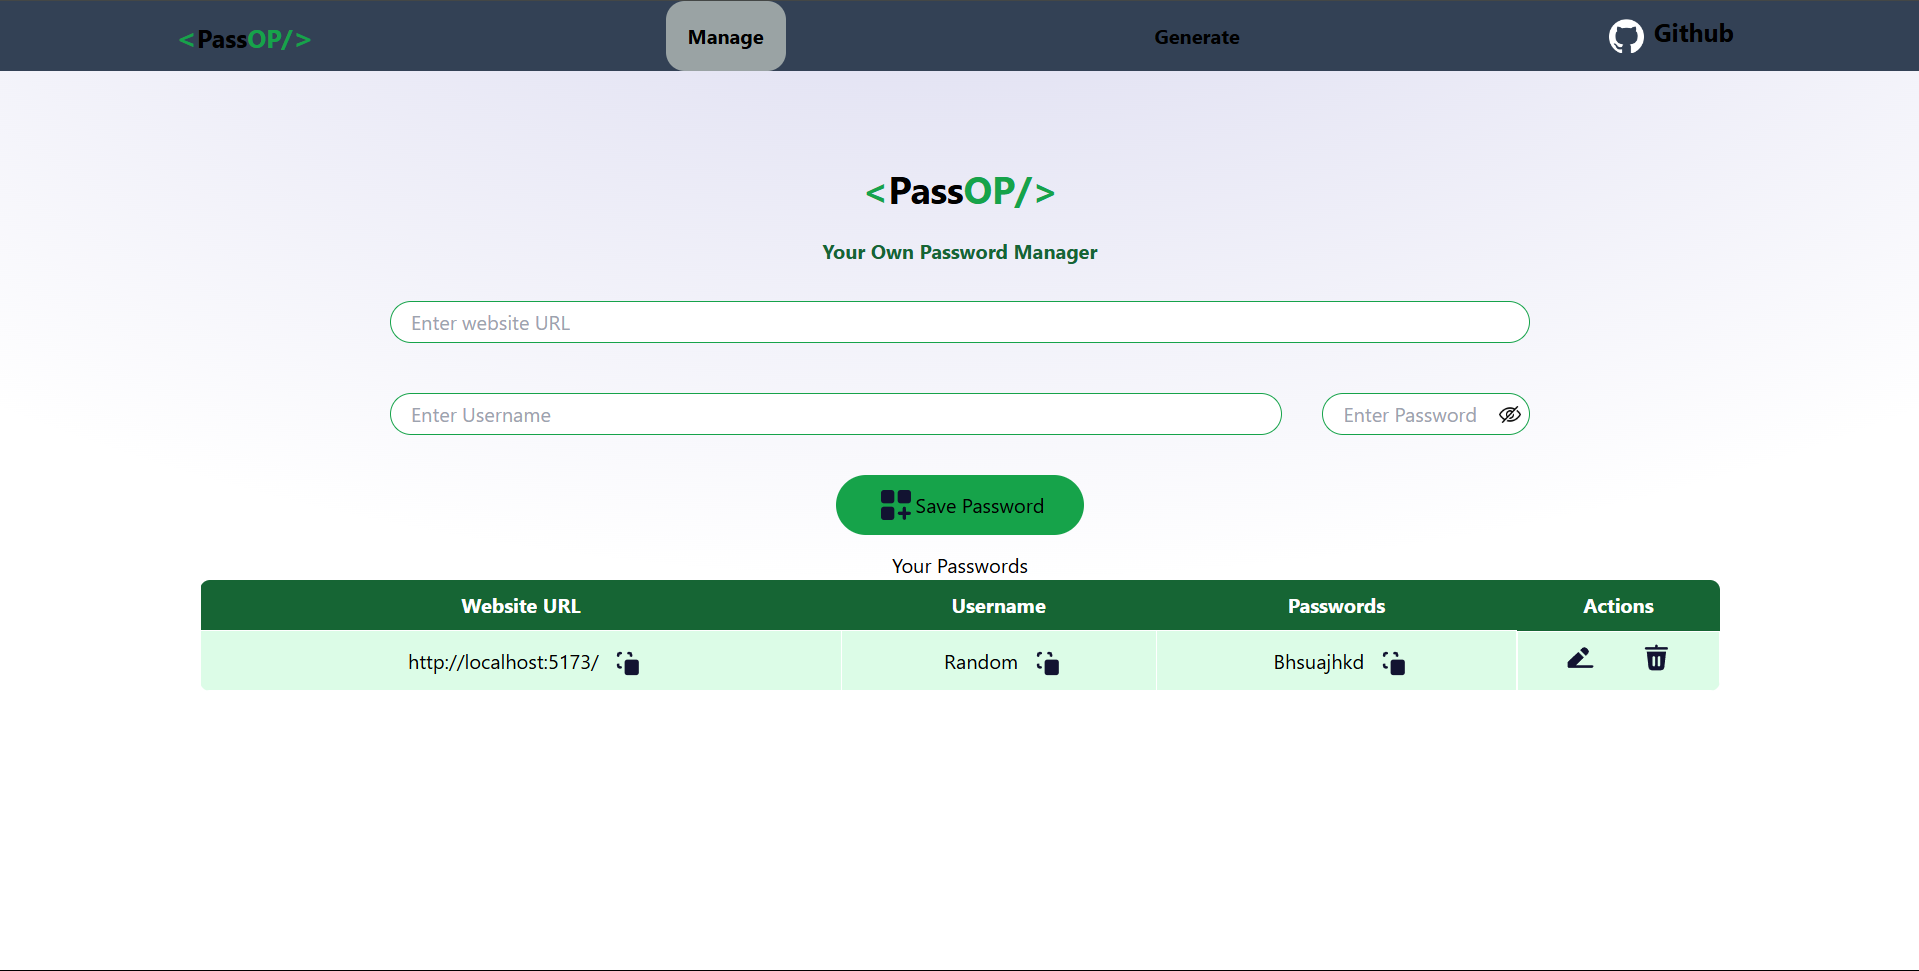 <PassOP/>
Manage
Generate
Github
<PassOP/>
Your Own Password Manager
Enter website URL
Enter Username
Enter Password
Save Password
Your Passwords
Website URL Username Passwords Actions
http://localhost:5173/ Random Bhsuajhkd